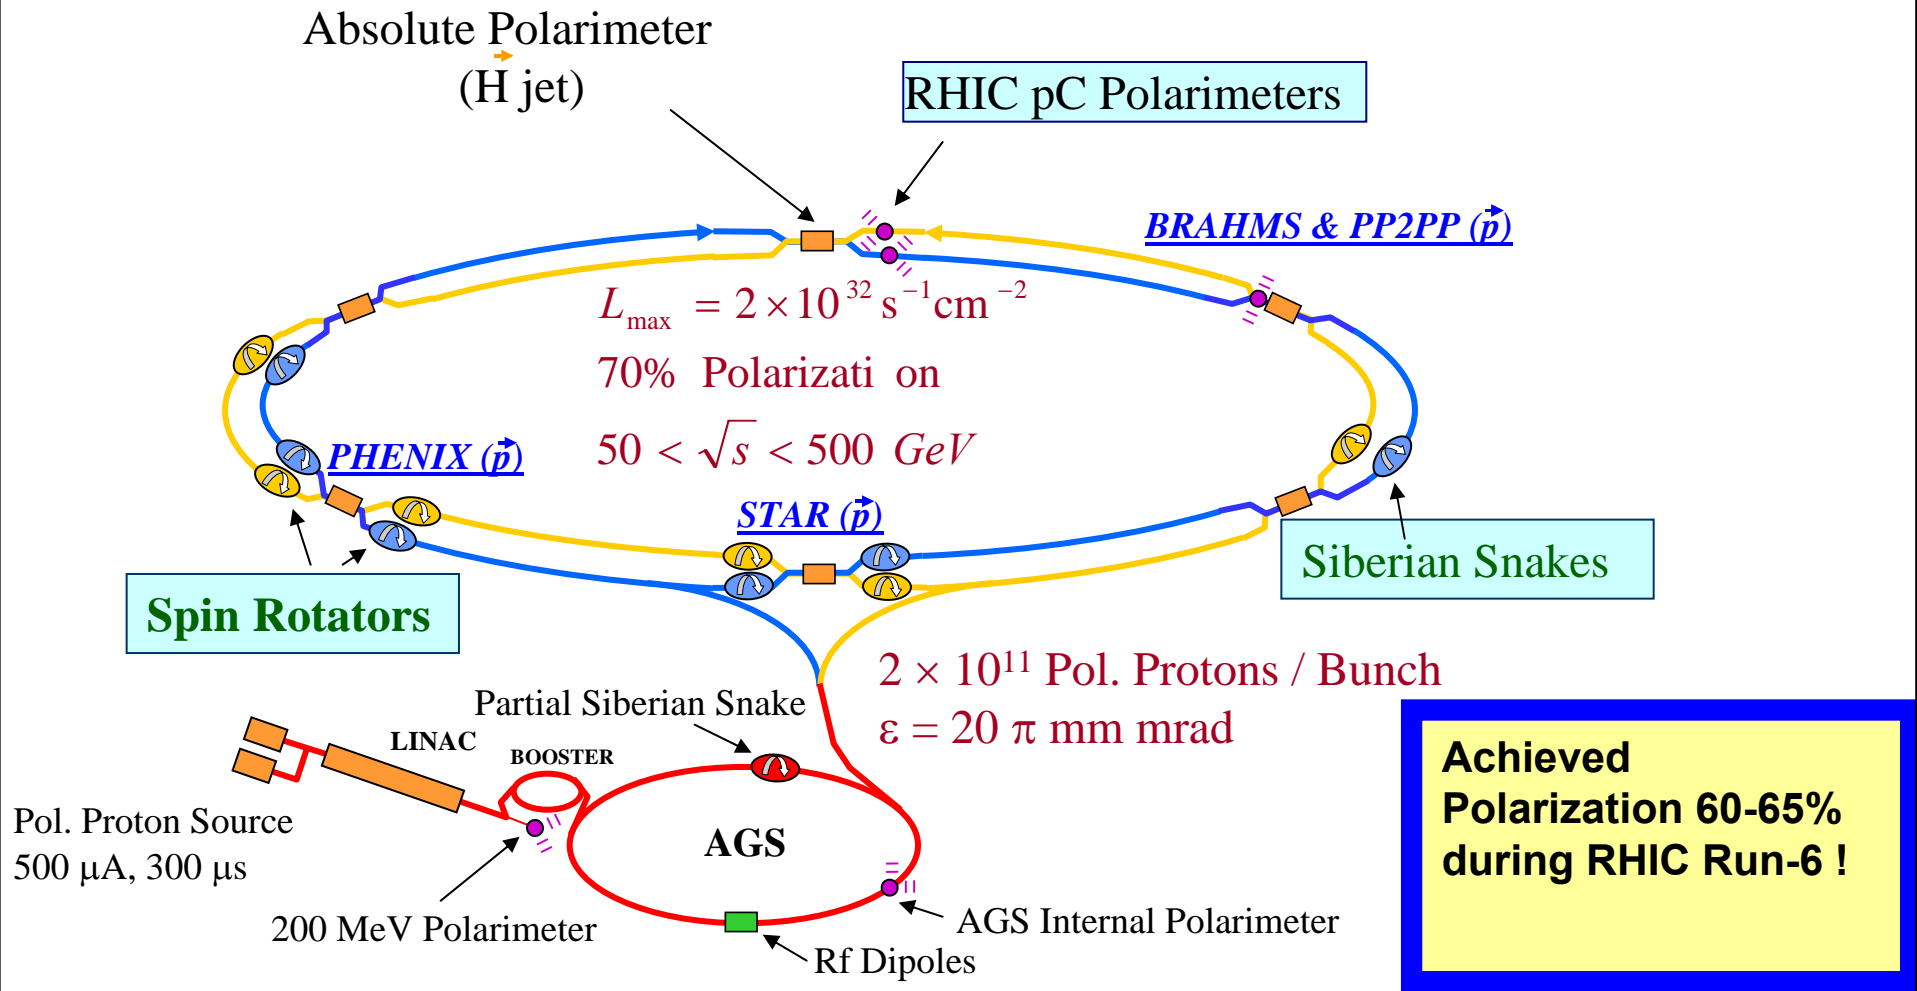 Absolute Polarimeter
(H jet)
RHIC pC Polarimeters
BRAHMS & PP2PP (p)
L max = 2 × 10 32 s −1 cm −2
70% Polarizati on
50 < √s < 500 GeV
PHENIX (p)
STAR (p)
Siberian Snakes
Spin Rotators
2 × 10¹¹ Pol. Protons / Bunch
ε = 20 π mm mrad
Partial Siberian Snake
LINAC
BOOSTER
Pol. Proton Source
500 μA, 300 μs
AGS
200 MeV Polarimeter
AGS Internal Polarimeter
Rf Dipoles
Achieved
Polarization 60-65%
during RHIC Run-6 !